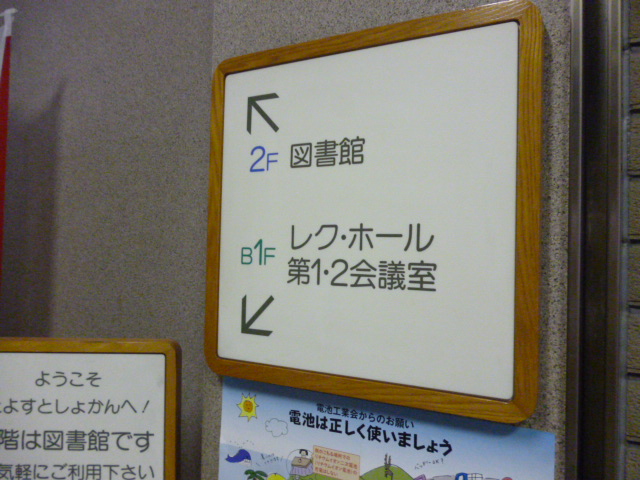 2F 図書館
B1F レク・ホール
第1・2会議室
ようこそ
よすとしょかんへ!
階は図書館です
気軽にご利用下さい
電池工業会からのお願い
電池は正しく使いましょう